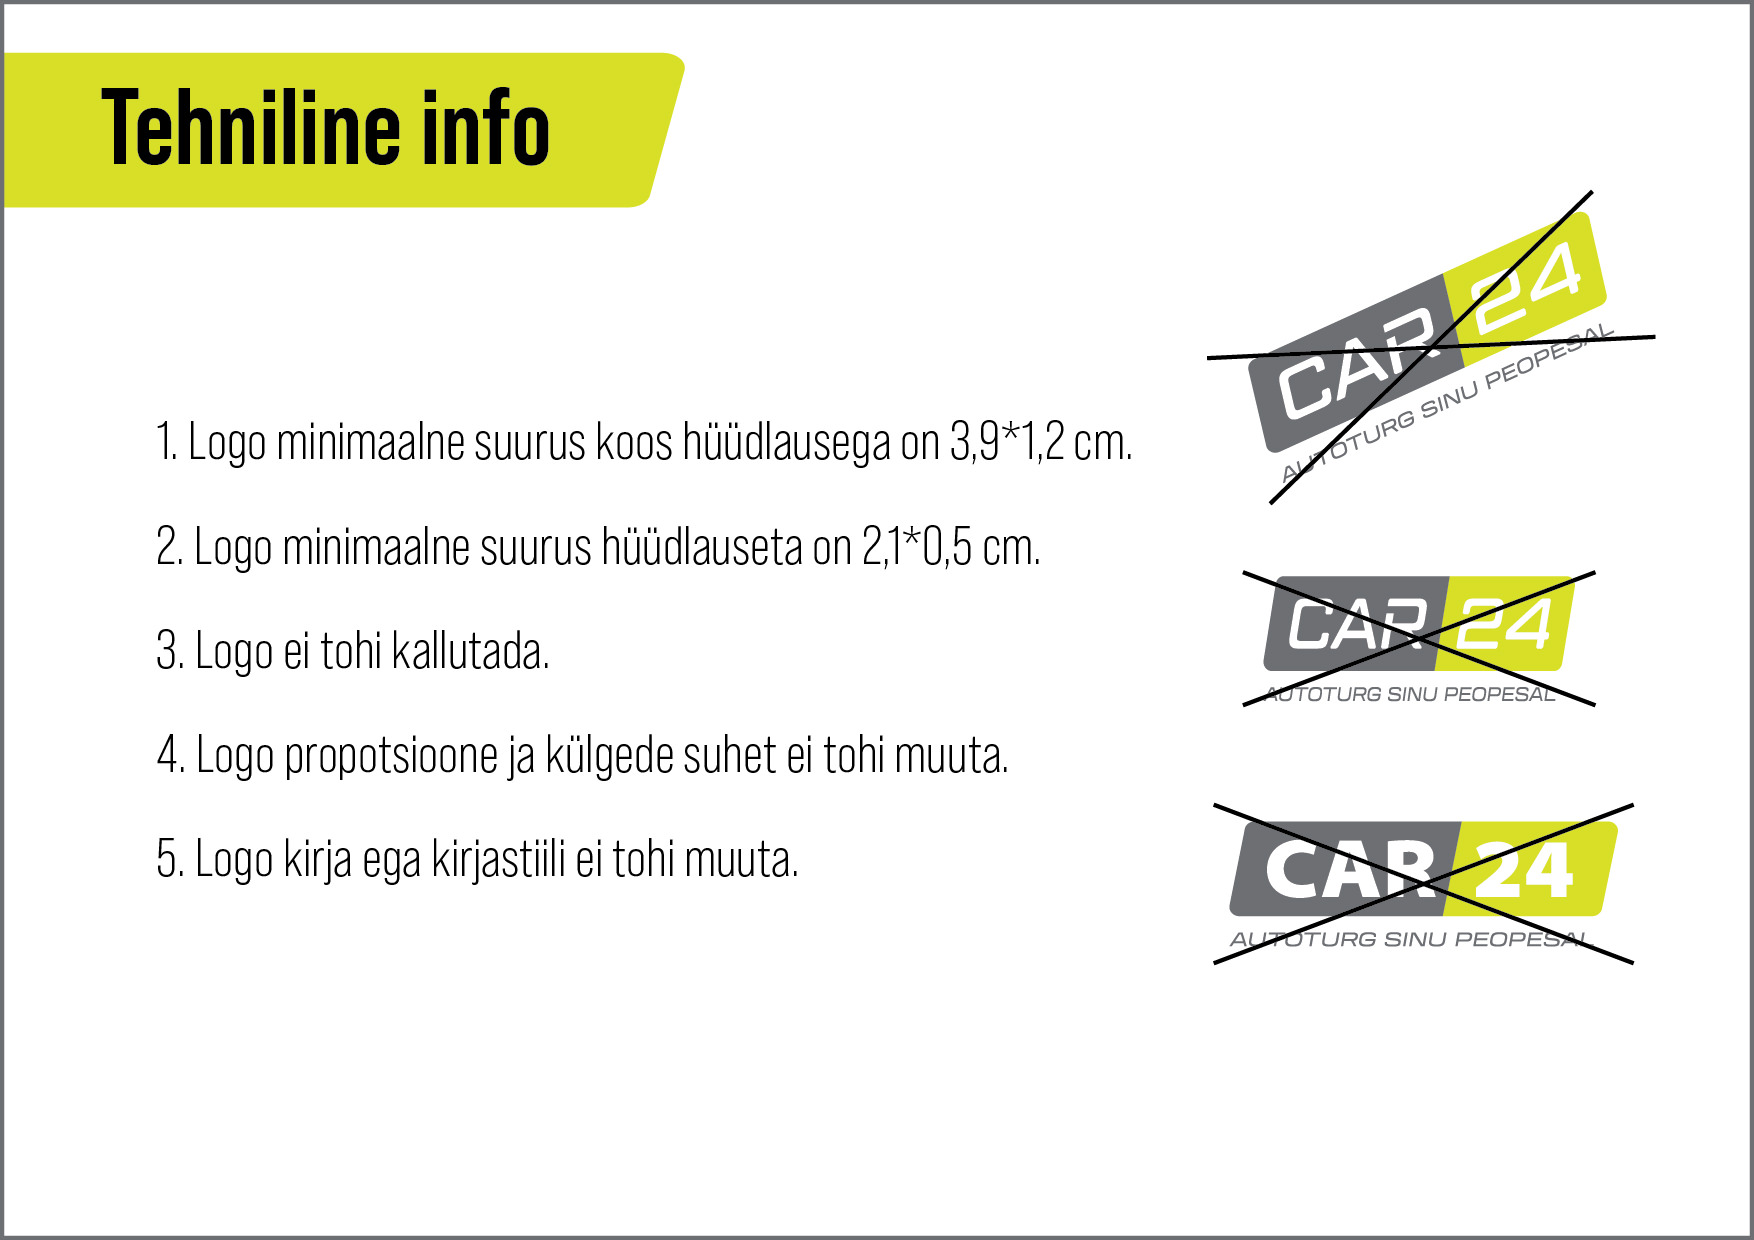 Tehniline info
1. Logo minimaalne suurus koos hüüdlausega on 3,9*1,2 cm.
2. Logo minimaalne suurus hüüdlauseta on 2,1*0,5 cm.
3. Logo ei tohi kallutada.
4. Logo propotsioone ja külgede suhet ei tohi muuta.
5. Logo kirja ega kirjastiili ei tohi muuta.
CAR 24
AUTOTURG SINU PEOPESAL
CAR 24
AUTOTURG SINU PEOPESAL
CAR 24
AUTOTURG SINU PEOPESAL